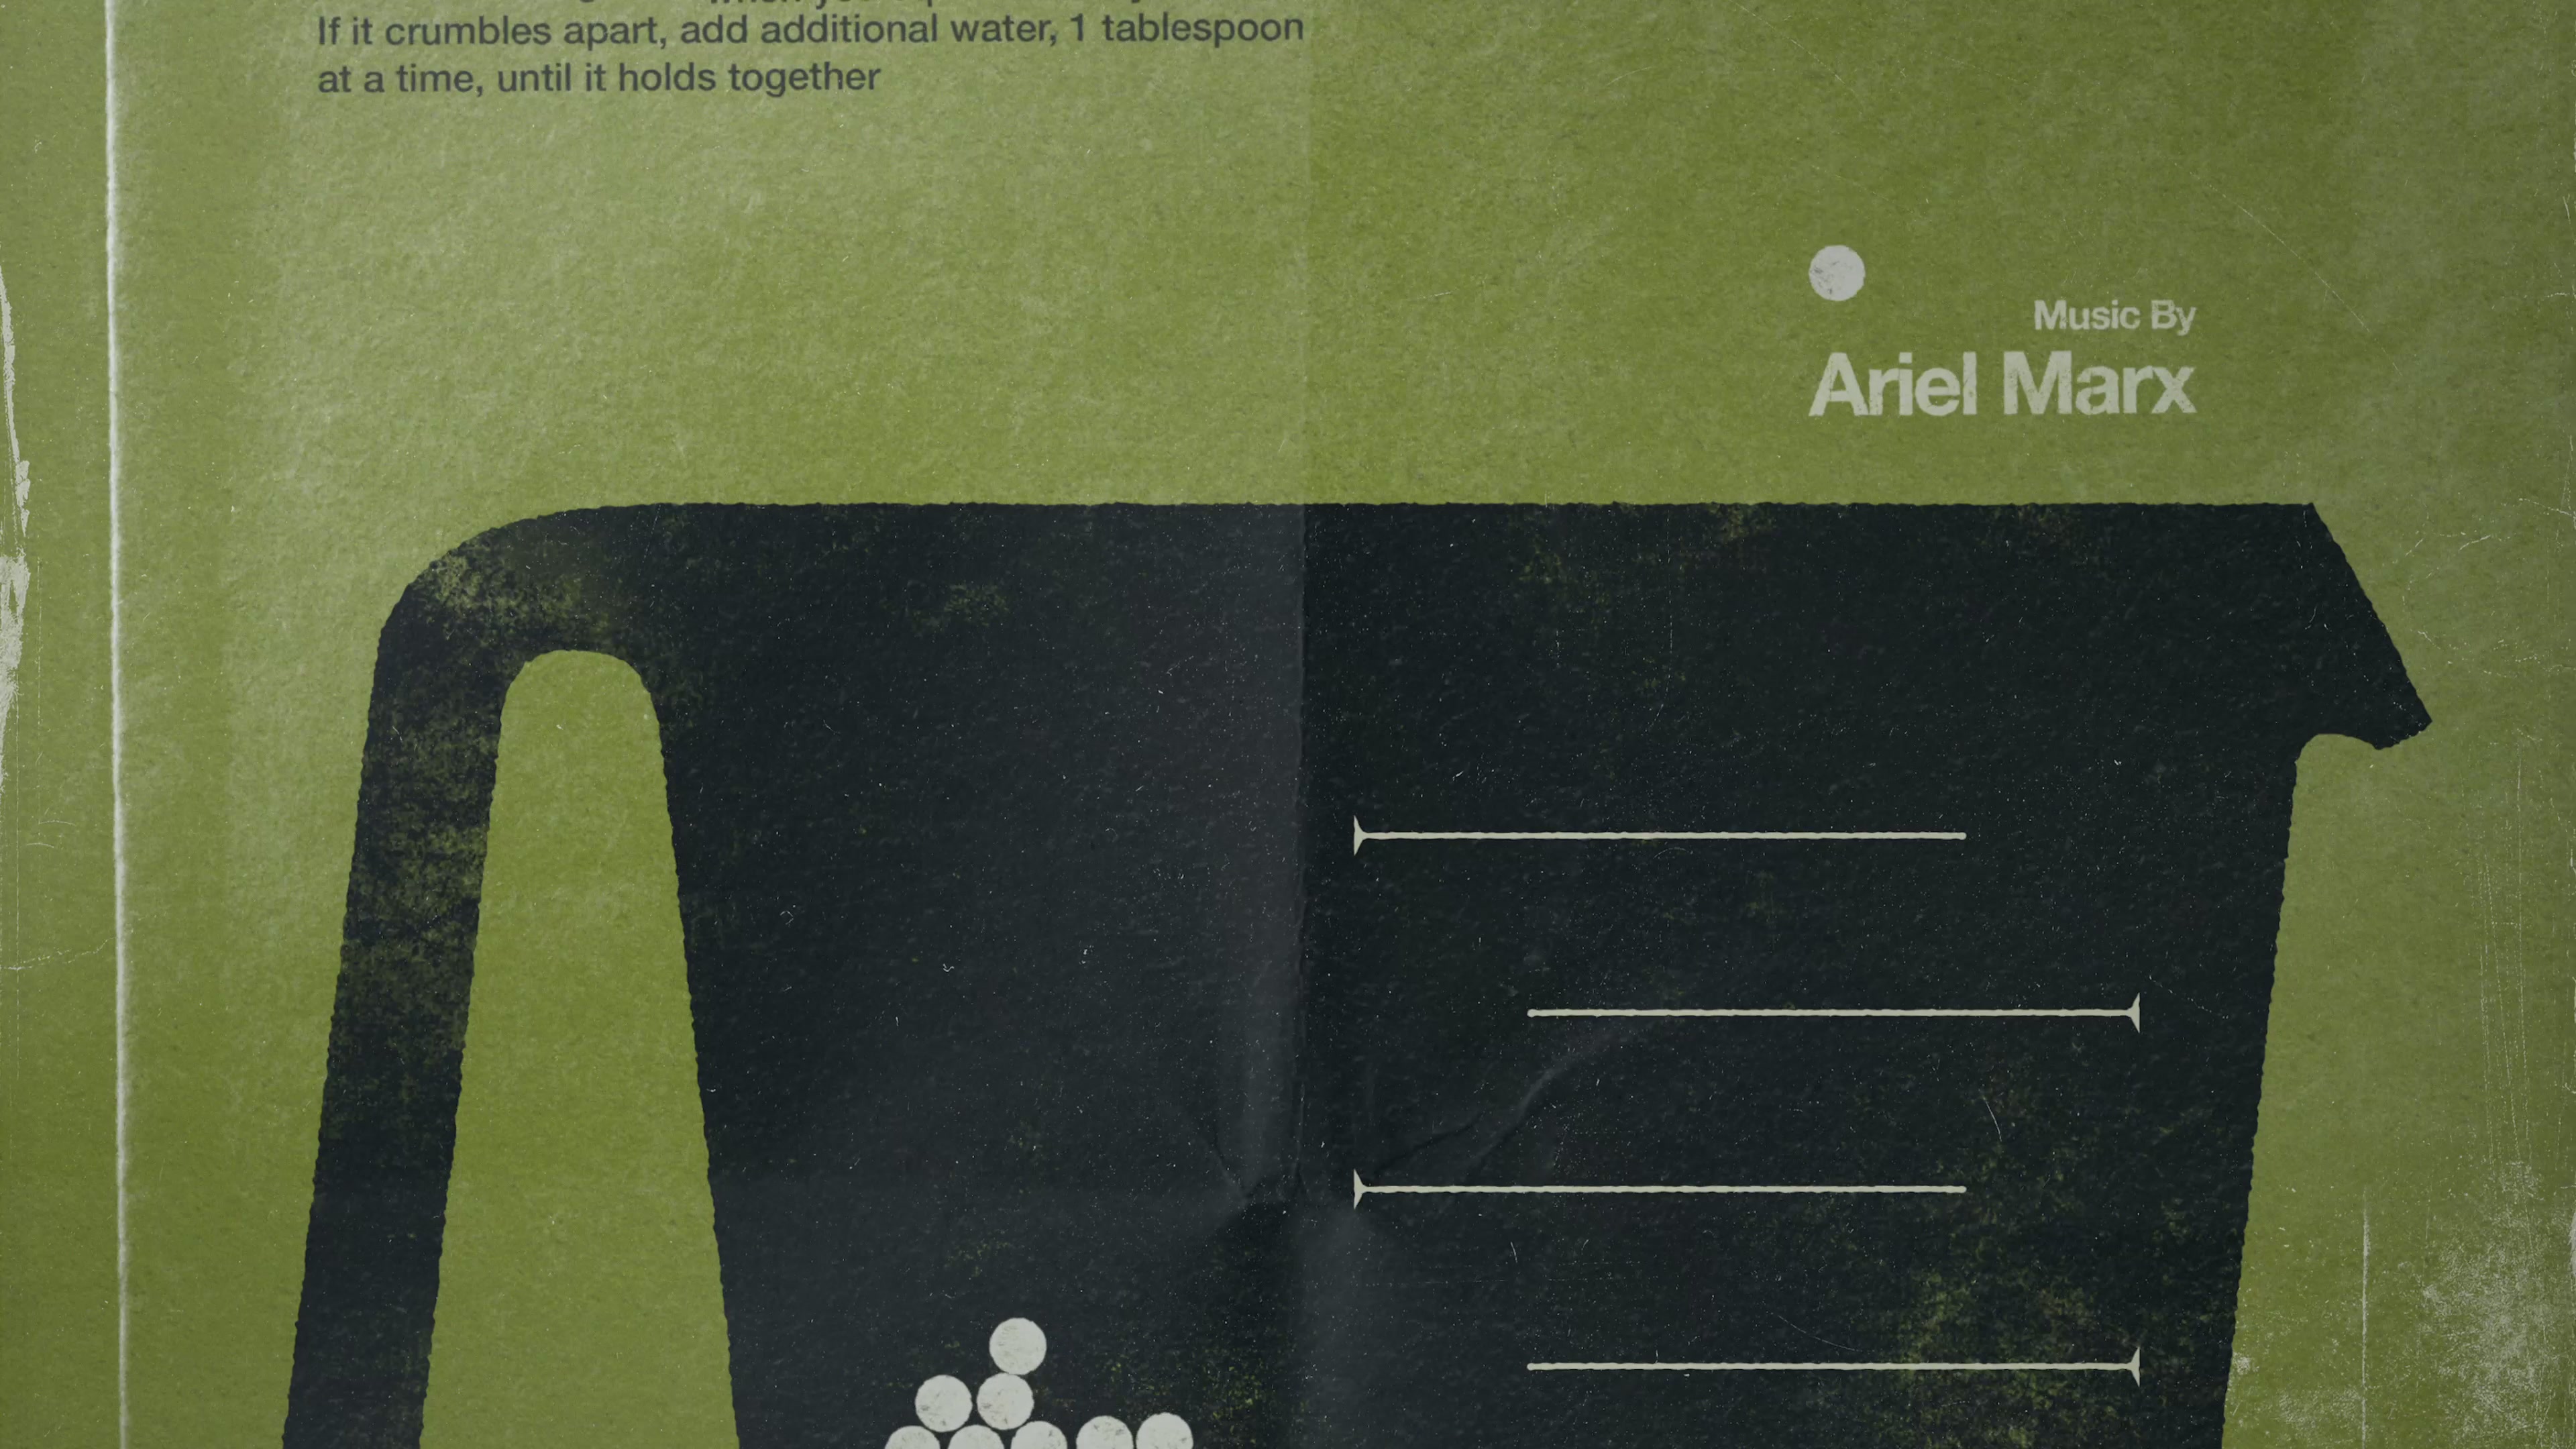 If it crumbles apart, add additional water, 1 tablespoon
at a time, until it holds together
Music By
Ariel Marx